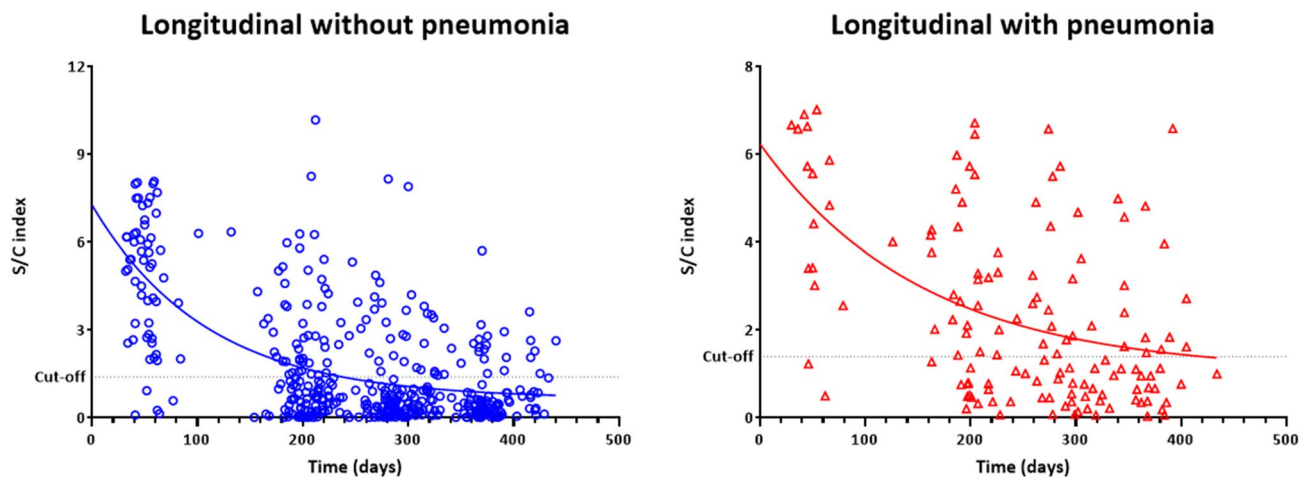 Longitudinal without pneumonia
12
9
6
3
0
S/C index
Cut-off
0 100 200 300 400 500
Time (days)
Longitudinal with pneumonia
8
6
4
2
0
S/C index
Cut-off
0 100 200 300 400 500
Time (days)